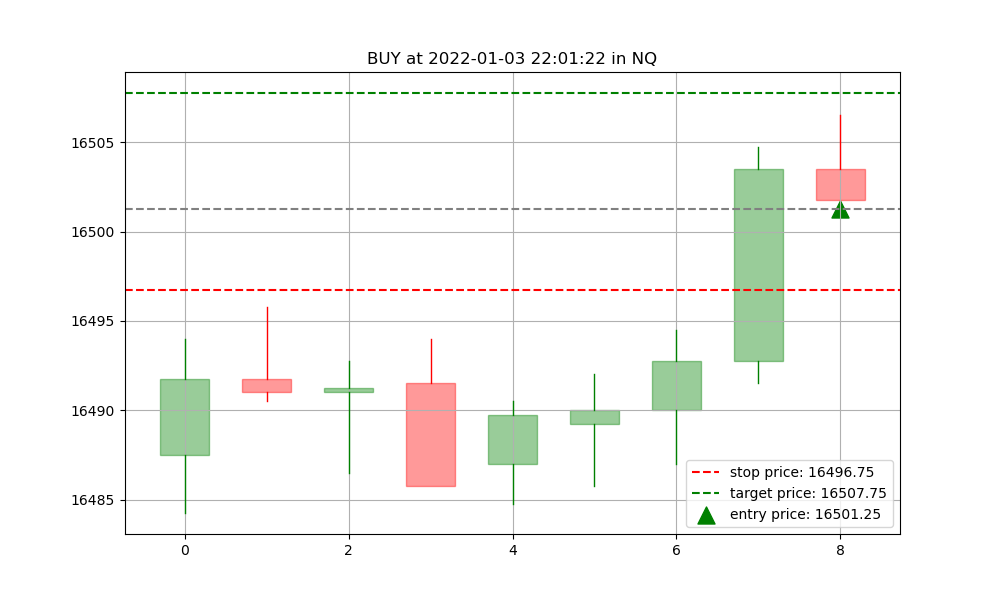 BUY at 2022-01-03 22:01:22 in NQ
16505
16500
16495
16490
16485
stop price: 16496.75
target price: 16507.75
entry price: 16501.25
0 2 4 6 8